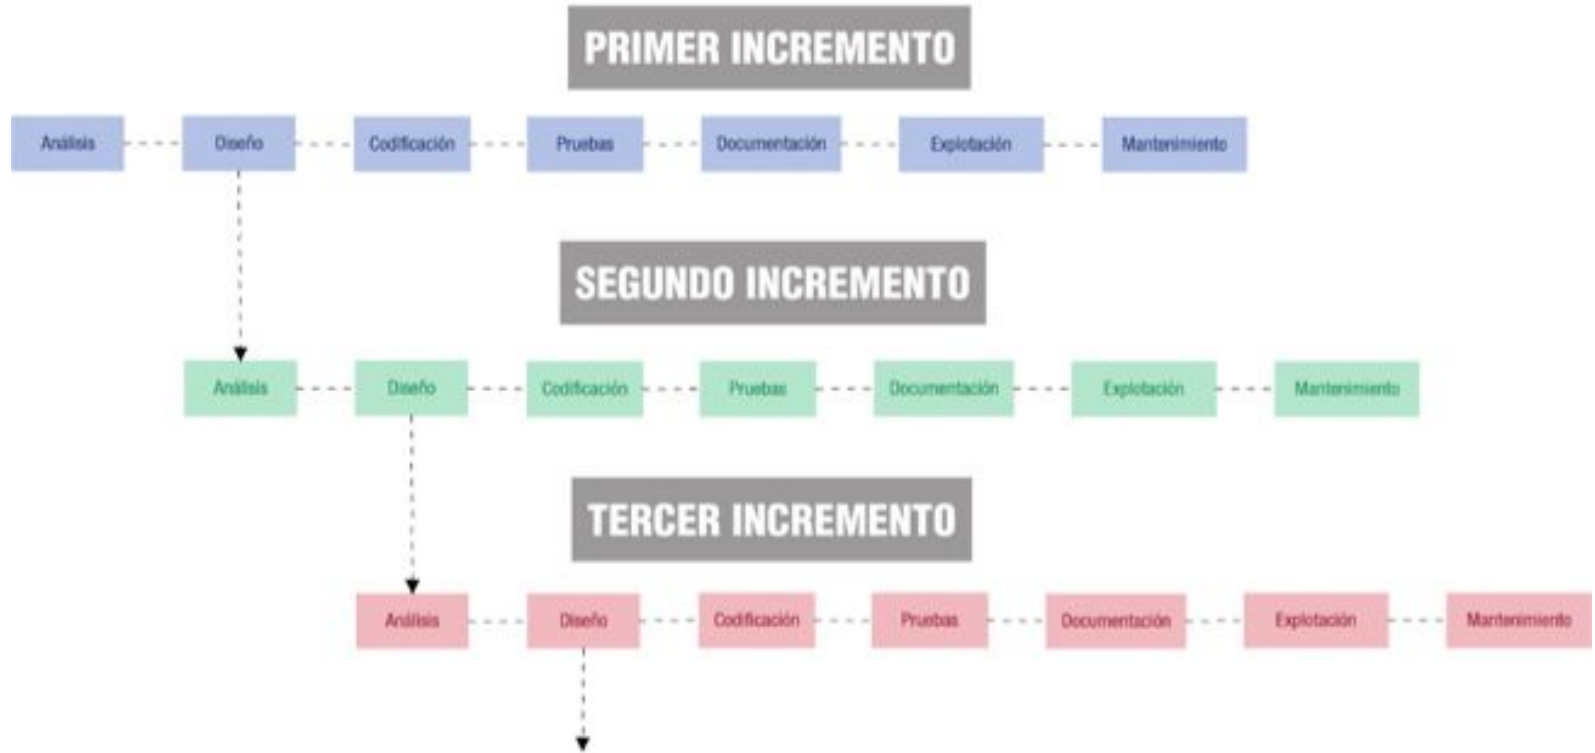 PRIMER INCREMENTO
Análisis Diseño Codificación Pruebas Documentación Explotación Mantenimiento
SEGUNDO INCREMENTO
Análisis Diseño Codificación Pruebas Documentación Explotación Mantenimiento
TERCER INCREMENTO
Análisis Diseño Codificación Pruebas Documentación Explotación Mantenimiento